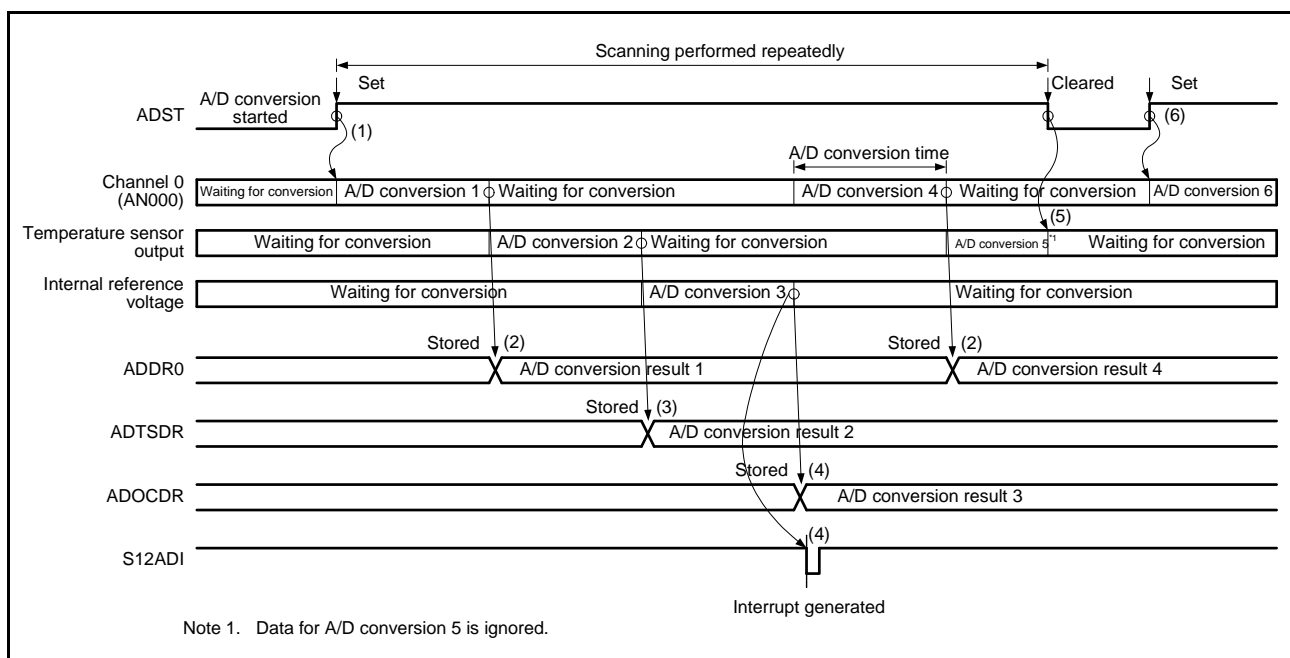 Scanning performed repeatedly
Set
Cleared
Set
ADST
A/D conversion
started
(1)
(6)
A/D conversion time
Channel 0
(AN000)
Waiting for conversion
A/D conversion 1
Waiting for conversion
A/D conversion 4
Waiting for conversion
A/D conversion 6
(5)
Temperature sensor
output
Waiting for conversion
A/D conversion 2
Waiting for conversion
A/D conversion 5*1
Waiting for conversion
Internal reference
voltage
Waiting for conversion
A/D conversion 3
Waiting for conversion
Stored
(2)
Stored
(2)
ADDR0
A/D conversion result 1
A/D conversion result 4
Stored
(3)
ADTSDR
A/D conversion result 2
Stored
(4)
ADOCDR
A/D conversion result 3
(4)
S12ADI
Interrupt generated
Note 1. Data for A/D conversion 5 is ignored.